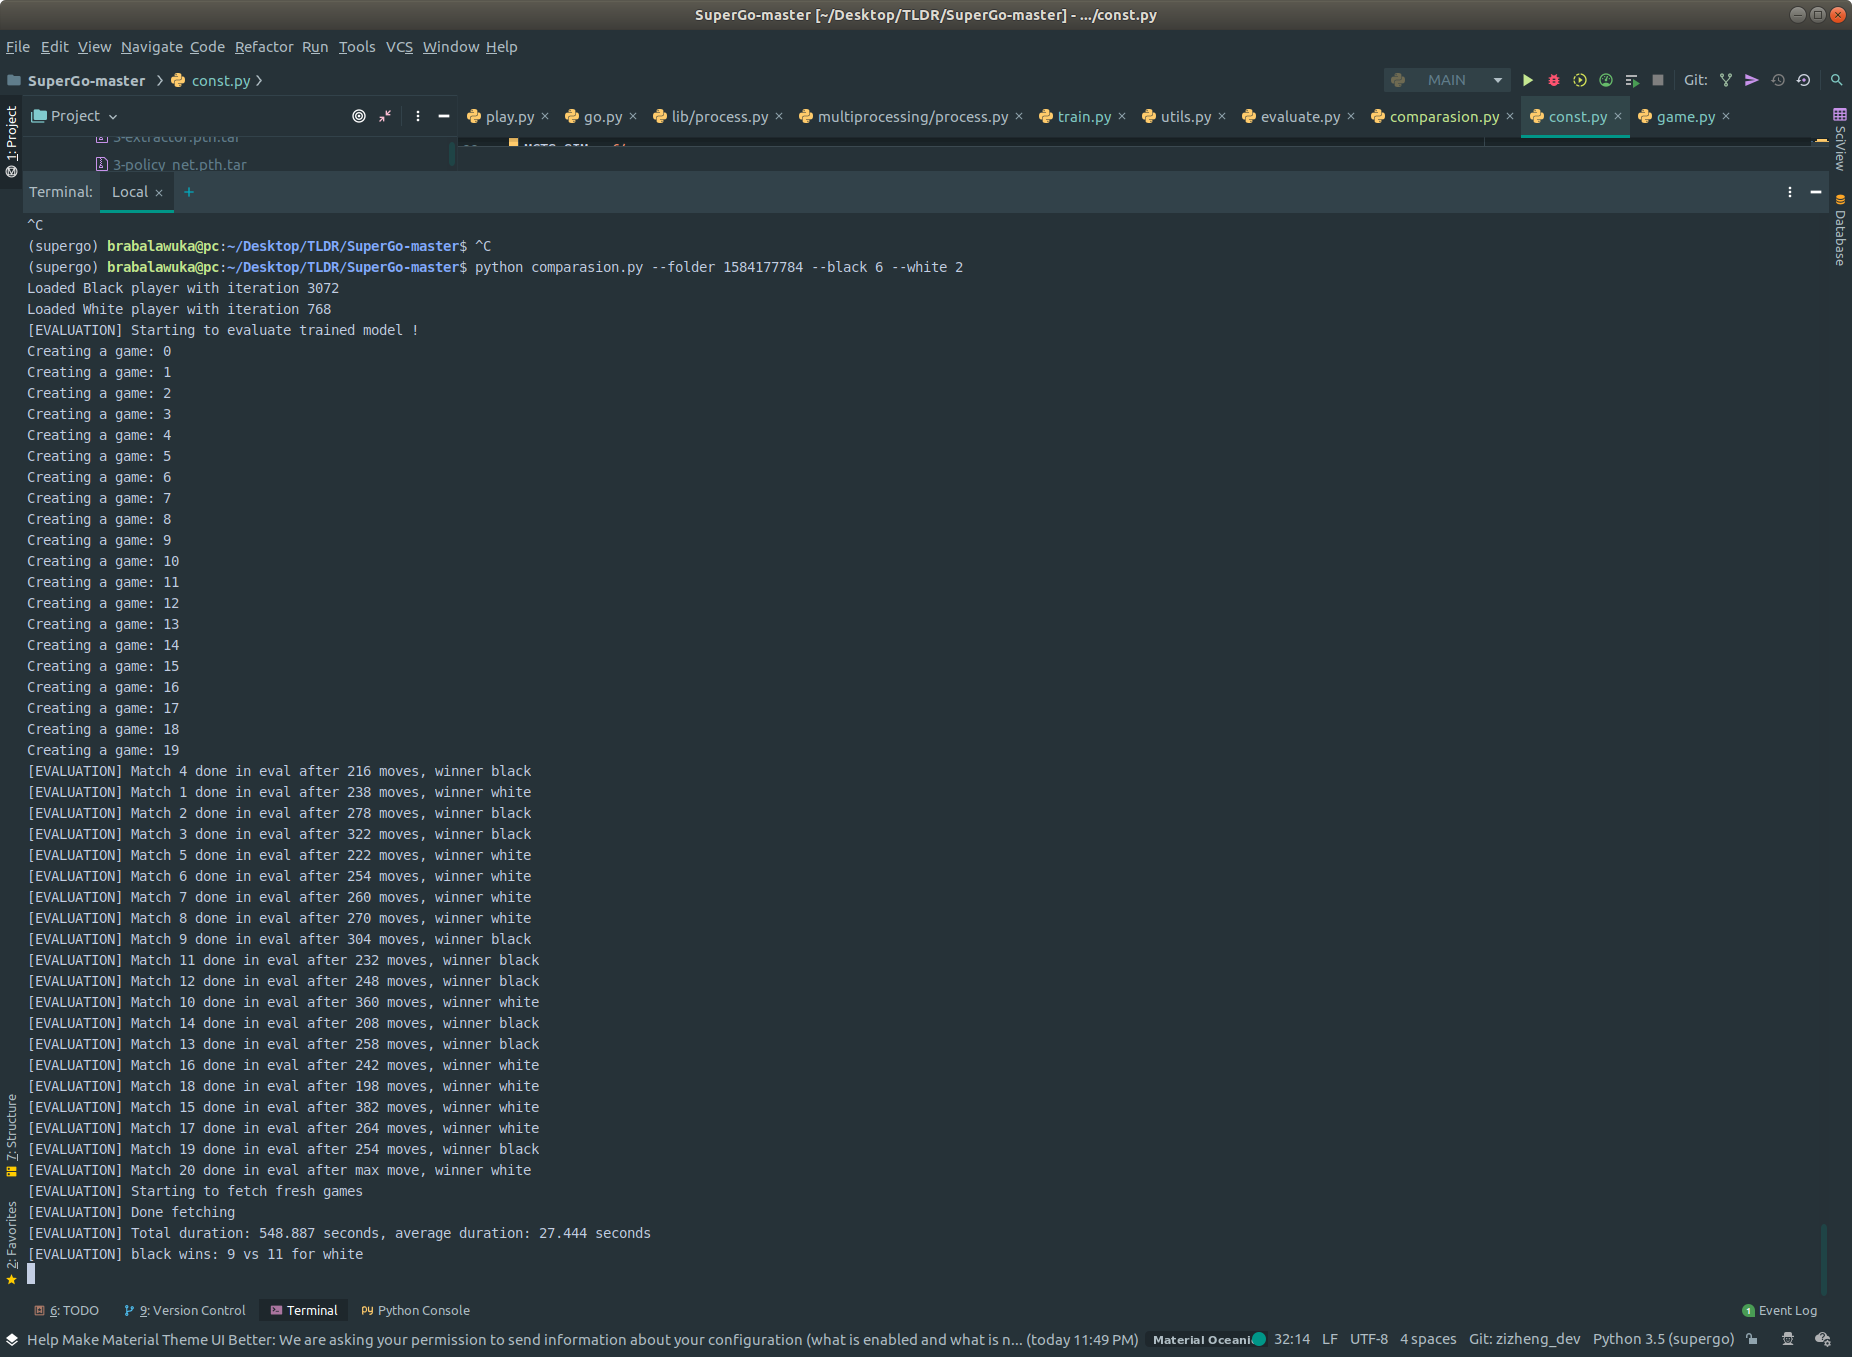 SuperGo-master [~/Desktop/TLDR/SuperGo-master] - .../const.py
File Edit View Navigate Code Refactor Run Tools VCS Window Help
SuperGo-master const.py MAIN Git:
1: Project
Project
play.py go.py lib/process.py multiprocessing/process.py train.py utils.py evaluate.py comparasion.py const.py game.py
SciView
Database
3-extractor.pth.tar
3-policy_net.pth.tar
Terminal: Local +
^C
(supergo) brabalawuka@pc:~/Desktop/TLDR/SuperGo-master$ ^C
(supergo) brabalawuka@pc:~/Desktop/TLDR/SuperGo-master$ python comparasion.py --folder 1584177784 --black 6 --white 2
Loaded Black player with iteration 3072
Loaded White player with iteration 768
[EVALUATION] Starting to evaluate trained model !
Creating a game: 0
Creating a game: 1
Creating a game: 2
Creating a game: 3
Creating a game: 4
Creating a game: 5
Creating a game: 6
Creating a game: 7
Creating a game: 8
Creating a game: 9
Creating a game: 10
Creating a game: 11
Creating a game: 12
Creating a game: 13
Creating a game: 14
Creating a game: 15
Creating a game: 16
Creating a game: 17
Creating a game: 18
Creating a game: 19
[EVALUATION] Match 4 done in eval after 216 moves, winner black
[EVALUATION] Match 1 done in eval after 238 moves, winner white
[EVALUATION] Match 2 done in eval after 278 moves, winner black
[EVALUATION] Match 3 done in eval after 322 moves, winner black
[EVALUATION] Match 5 done in eval after 222 moves, winner white
[EVALUATION] Match 6 done in eval after 254 moves, winner white
[EVALUATION] Match 7 done in eval after 260 moves, winner white
[EVALUATION] Match 8 done in eval after 270 moves, winner white
[EVALUATION] Match 9 done in eval after 304 moves, winner black
[EVALUATION] Match 11 done in eval after 232 moves, winner black
[EVALUATION] Match 12 done in eval after 248 moves, winner black
[EVALUATION] Match 10 done in eval after 360 moves, winner white
[EVALUATION] Match 14 done in eval after 208 moves, winner black
[EVALUATION] Match 13 done in eval after 258 moves, winner black
[EVALUATION] Match 16 done in eval after 242 moves, winner white
[EVALUATION] Match 18 done in eval after 198 moves, winner white
[EVALUATION] Match 15 done in eval after 382 moves, winner white
[EVALUATION] Match 17 done in eval after 264 moves, winner white
[EVALUATION] Match 19 done in eval after 254 moves, winner black
[EVALUATION] Match 20 done in eval after max move, winner white
[EVALUATION] Starting to fetch fresh games
[EVALUATION] Done fetching
[EVALUATION] Total duration: 548.887 seconds, average duration: 27.444 seconds
[EVALUATION] black wins: 9 vs 11 for white
7: Structure
2: Favorites
6: TODO 9: Version Control Terminal Python Console 1 Event Log
Help Make Material Theme UI Better: We are asking your permission to send information about your configuration (what is enabled and what is n... (today 11:49 PM) Material Oceani 32:14 LF UTF-8 4 spaces Git: zizheng_dev Python 3.5 (supergo)